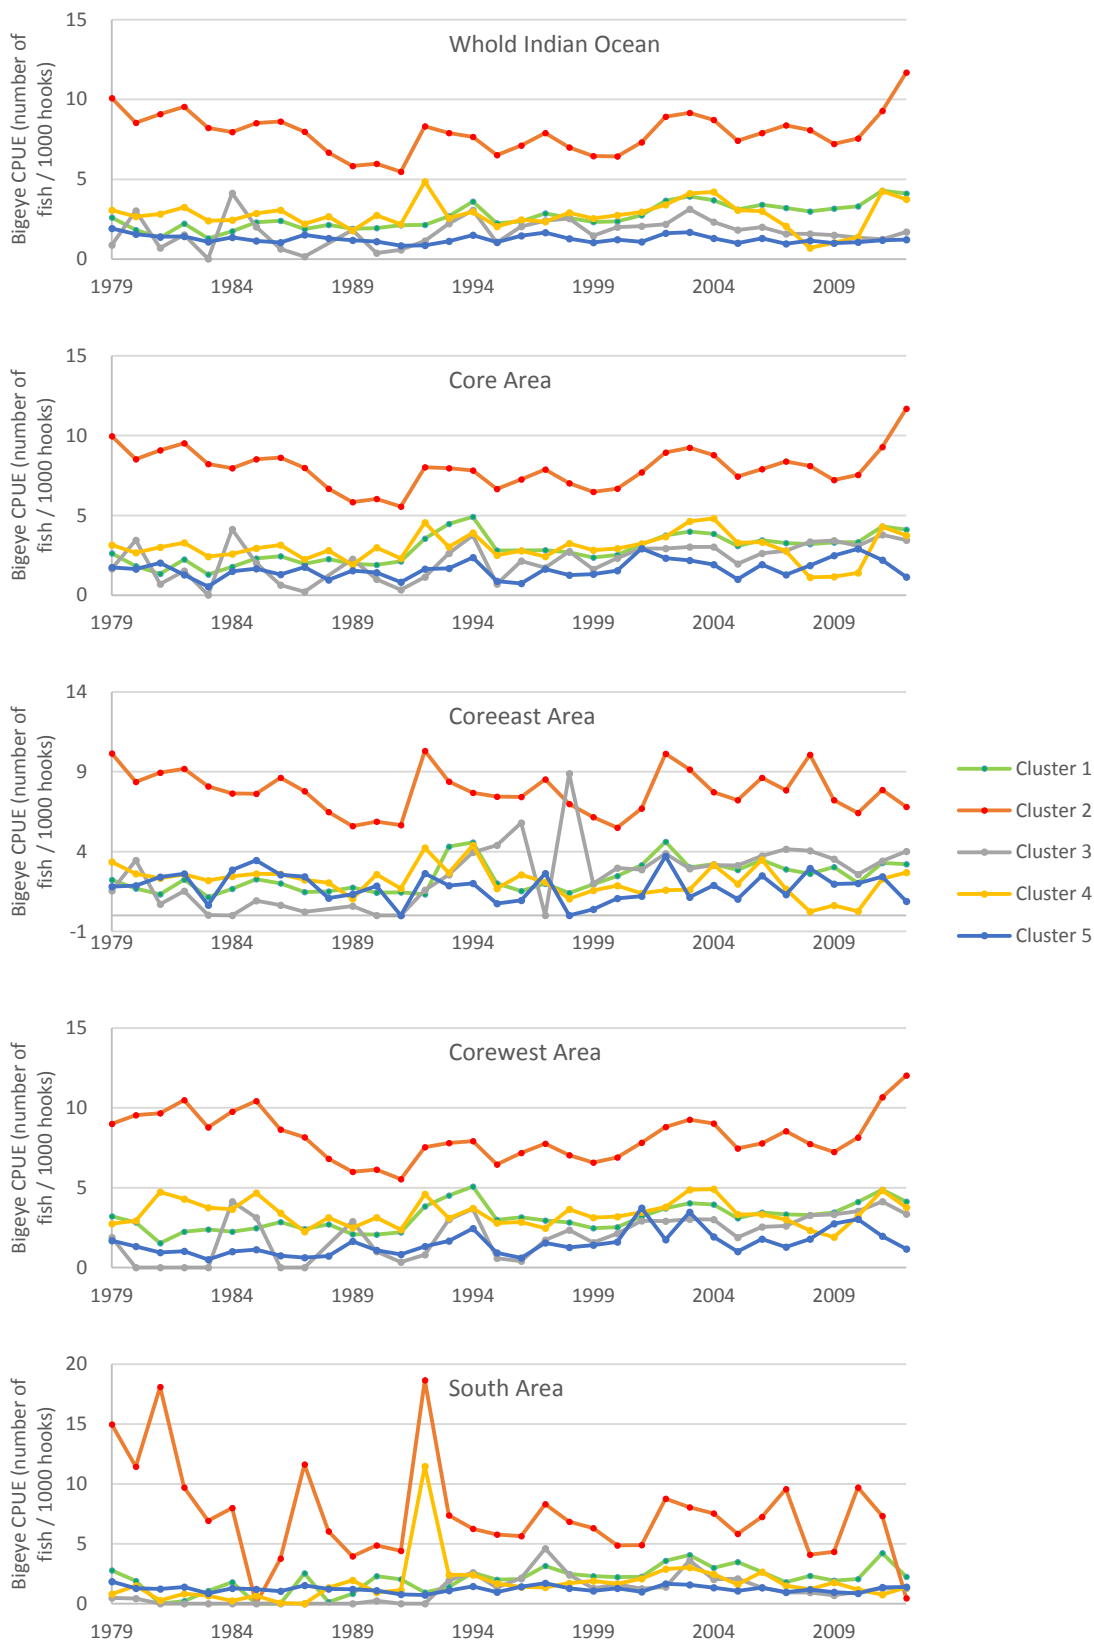 Whold Indian Ocean
Bigeye CPUE (number of
fish / 1000 hooks)
15
10
5
0
1979 1984 1989 1994 1999 2004 2009
Core Area
Bigeye CPUE (number of
fish / 1000 hooks)
15
10
5
0
1979 1984 1989 1994 1999 2004 2009
Coreeast Area
Bigeye CPUE (number of
fish / 1000 hooks)
14
9
4
-1
1979 1984 1989 1994 1999 2004 2009
Cluster 1
Cluster 2
Cluster 3
Cluster 4
Cluster 5
Corewest Area
Bigeye CPUE (number of
fish / 1000 hooks)
15
10
5
0
1979 1984 1989 1994 1999 2004 2009
South Area
Bigeye CPUE (number of
fish / 1000 hooks)
20
15
10
5
0
1979 1984 1989 1994 1999 2004 2009